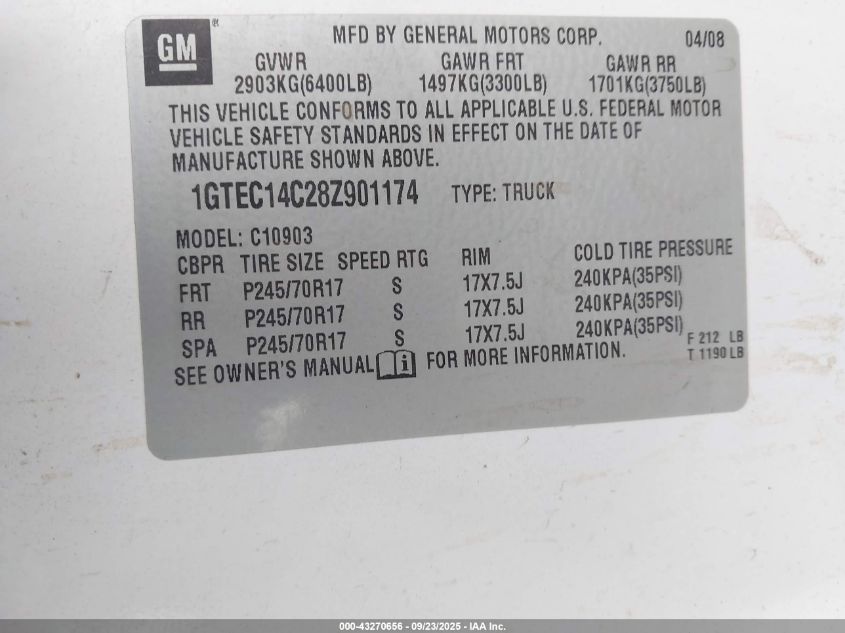 GM®
MFD BY GENERAL MOTORS CORP. 04/08
GVWR GAWR FRT GAWR RR
2903KG(6400LB) 1497KG(3300LB) 1701KG(3750LB)
THIS VEHICLE CONFORMS TO ALL APPLICABLE U.S. FEDERAL MOTOR
VEHICLE SAFETY STANDARDS IN EFFECT ON THE DATE OF
MANUFACTURE SHOWN ABOVE.
1GTEC14C28Z901174 TYPE: TRUCK
MODEL: C10903
CBPR TIRE SIZE SPEED RTG RIM COLD TIRE PRESSURE
FRT P245/70R17 S 17X7.5J 240KPA(35PSI)
RR P245/70R17 S 17X7.5J 240KPA(35PSI)
SPA P245/70R17 S 17X7.5J 240KPA(35PSI)
F 212 LB
T 1190 LB
SEE OWNER'S MANUAL i FOR MORE INFORMATION.
000-43270656 - 09/23/2025 - IAA Inc.